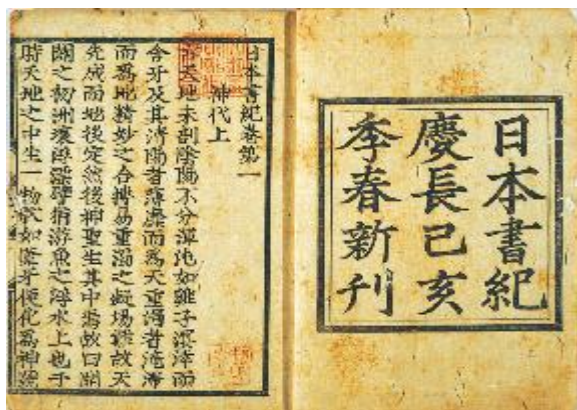 日本書紀
慶長己亥
季春新刊
日本書紀卷第一
神代上
古天地未剖陰陽不分渾沌如雞子溟涬而
含牙及其清陽者薄靡而爲天重濁者淹滯
而爲地精妙之合摶易重濁之凝場難故天
先成而地後定然後神聖生其中焉故曰開
闢之初洲壤浮漂譬猶游魚之浮水上也于
時天地之中生一物狀如葦牙便化爲神號